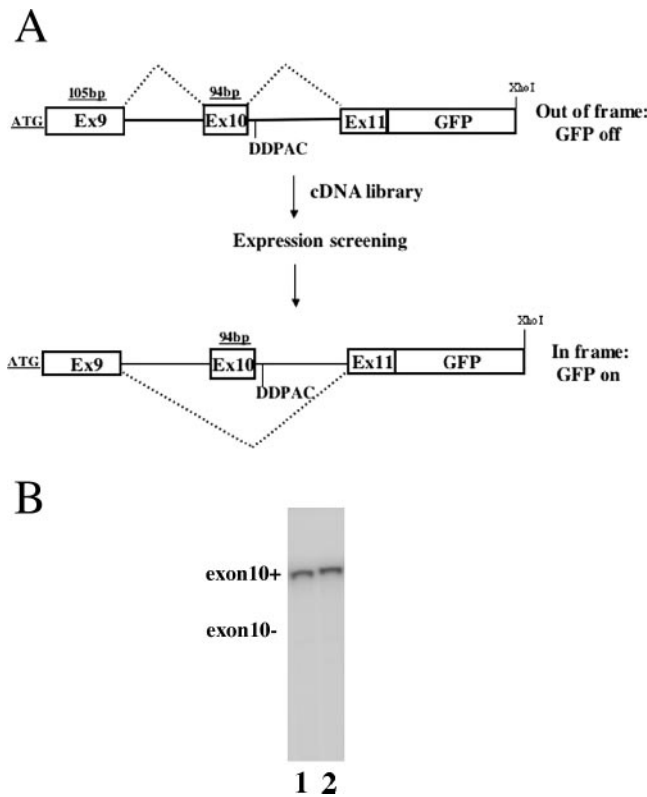 A
XhoI
105bp
94bp
ATG
Ex9
Ex10
Ex11
GFP
Out of frame:
GFP off
DDPAC
cDNA library
Expression screening
XhoI
94bp
ATG
Ex9
Ex10
Ex11
GFP
In frame:
GFP on
DDPAC
B
exon10+
exon10-
1 2